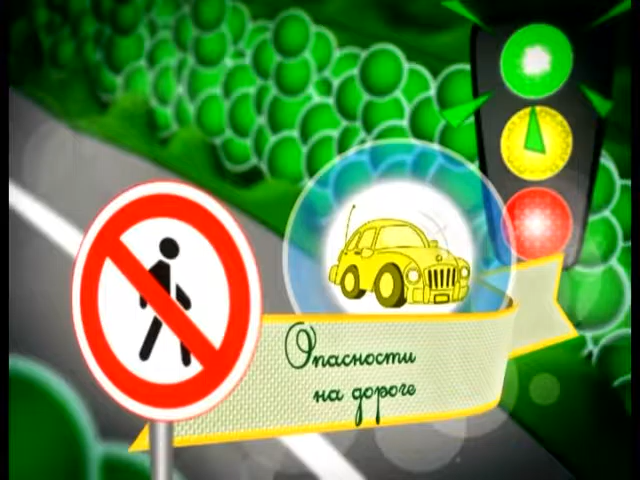 Опасности
на дороге